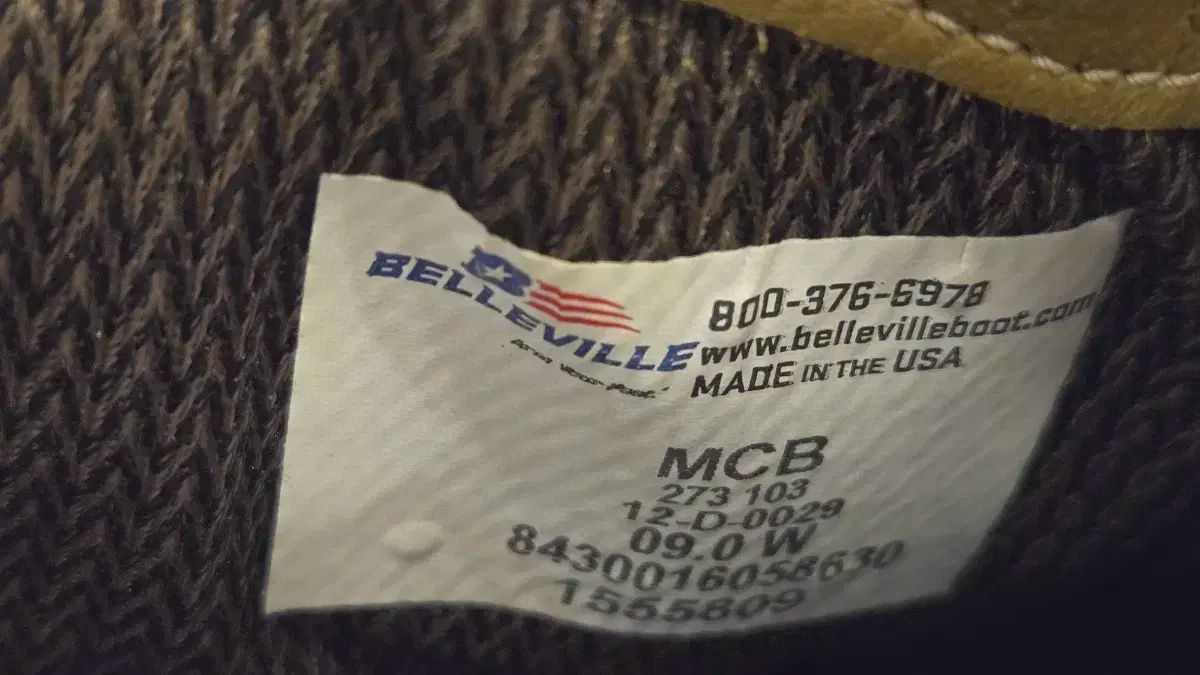 BELLEVILLE
800-376-6978
www.bellevilleboot.com
MADE IN THE USA
MCB
273 103
12-D-0029
09.0 W
8430016058630
1555809